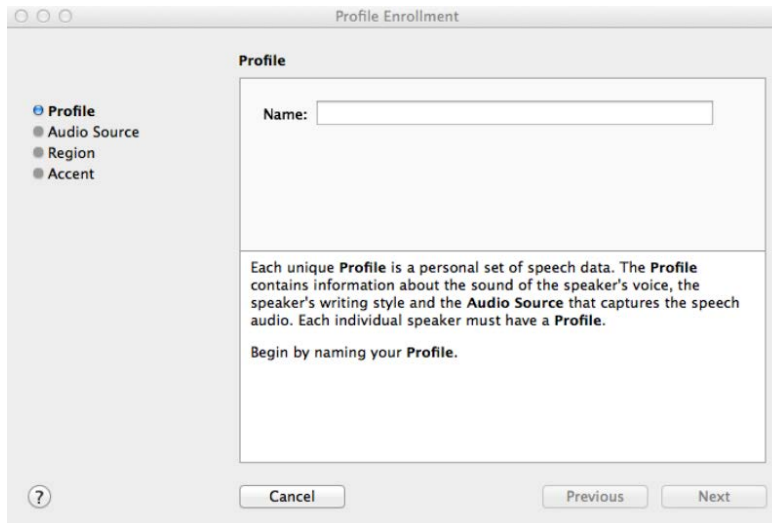 Profile Enrollment
Profile
Profile
Audio Source
Region
Accent
Name:
Each unique Profile is a personal set of speech data. The Profile
contains information about the sound of the speaker's voice, the
speaker's writing style and the Audio Source that captures the speech
audio. Each individual speaker must have a Profile.
Begin by naming your Profile.
?
Cancel
Previous
Next